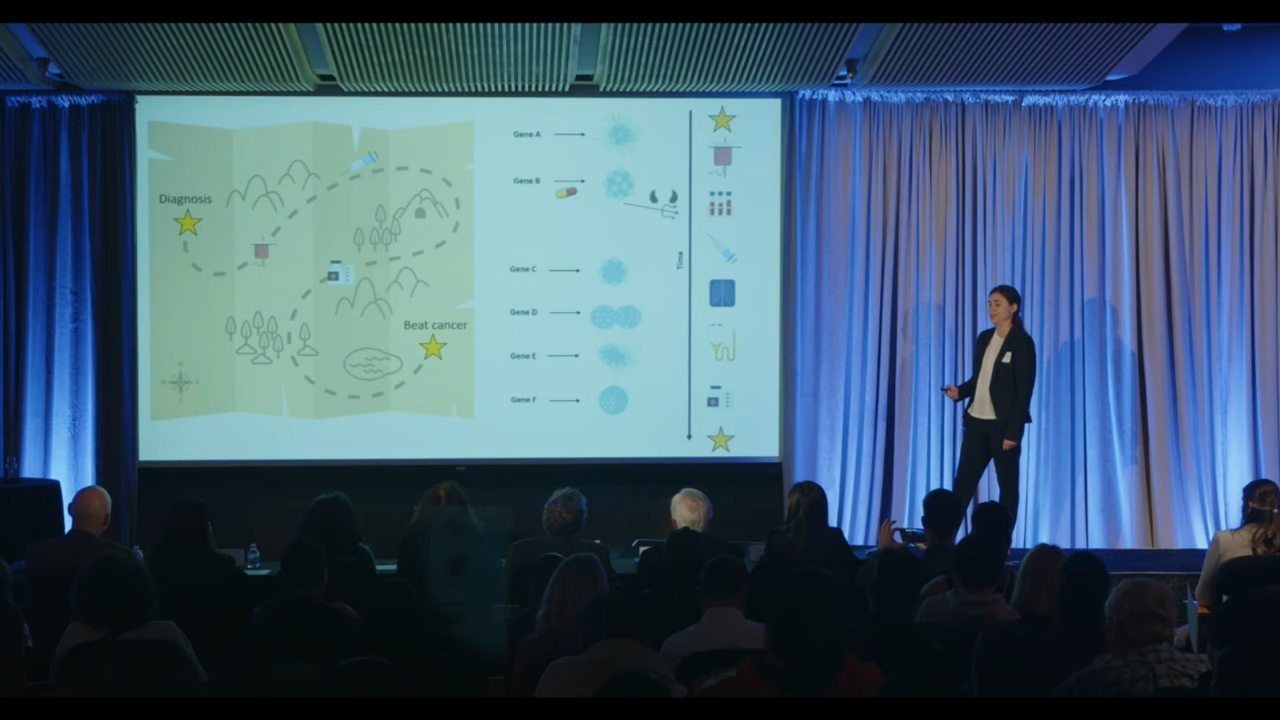 Diagnosis
Beat cancer
Gene A
Gene B
Gene C
Gene D
Gene E
Gene F
Time